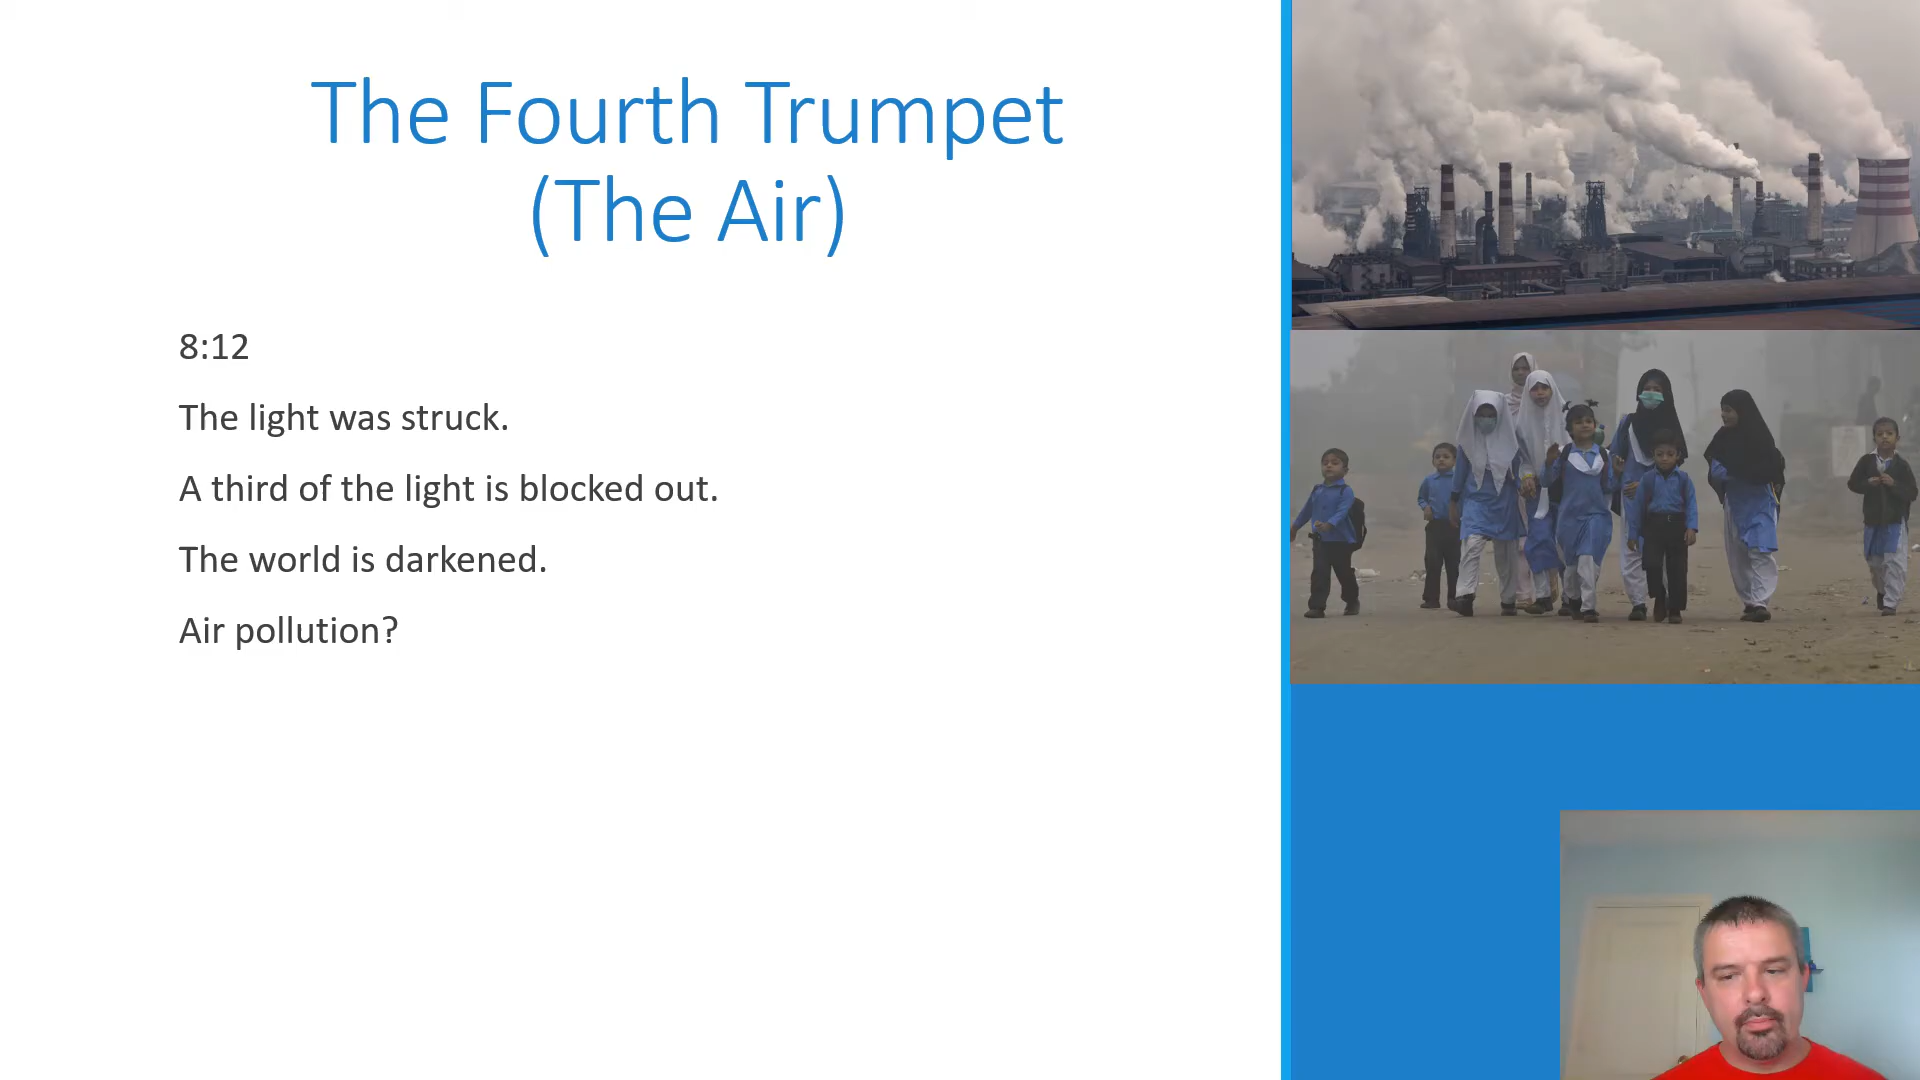 The Fourth Trumpet
(The Air)
8:12
The light was struck.
A third of the light is blocked out.
The world is darkened.
Air pollution?